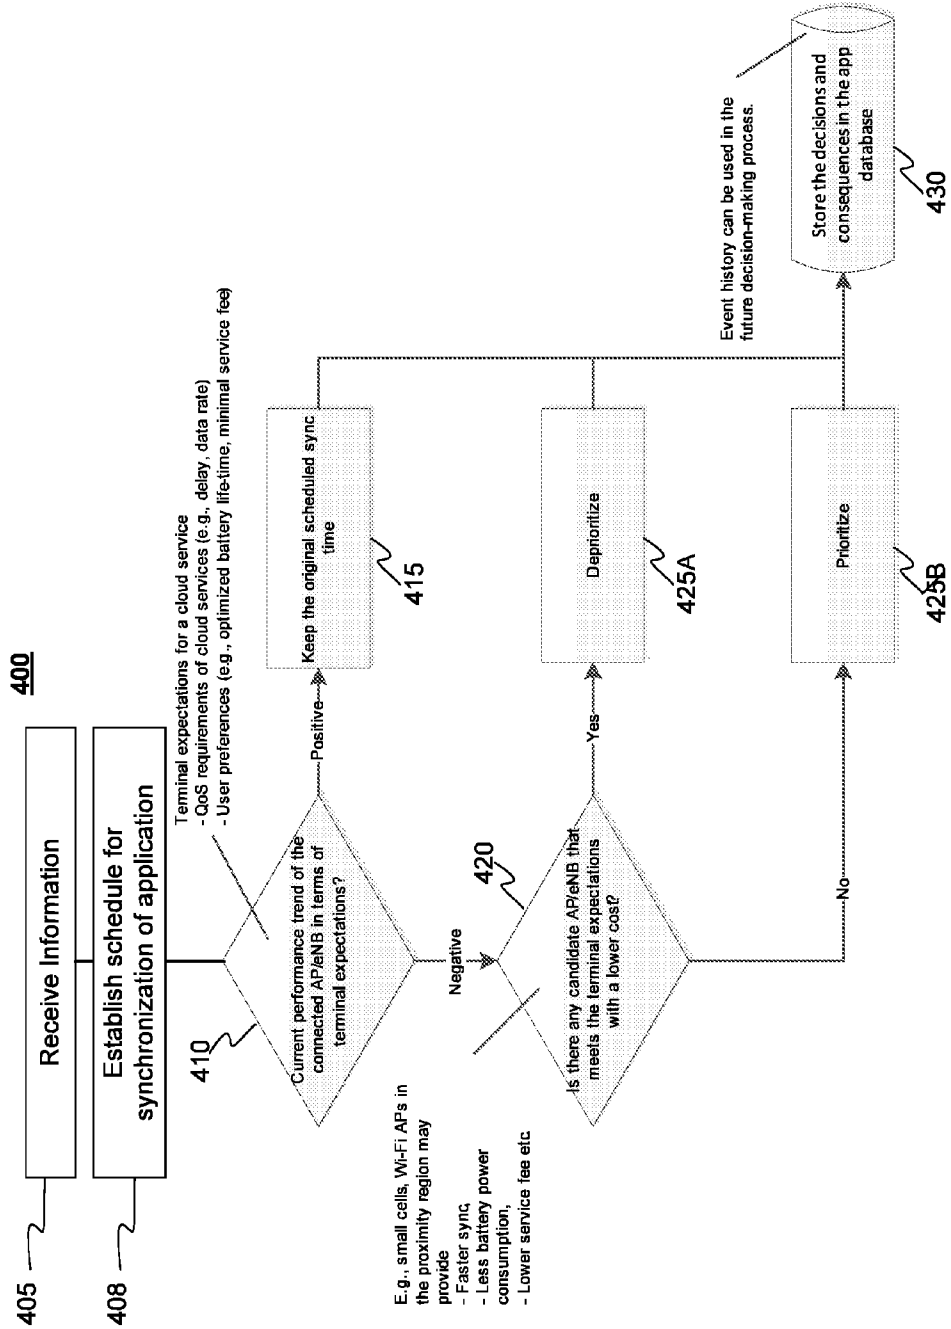 400
405
Receive Information
408
Establish schedule for
synchronization of application
Terminal expectations for a cloud service
- QoS requirements of cloud services (e.g., delay, data rate)
- User preferences (e.g., optimized battery life-time, minimal service fee)
410
Current performance trend of the
connected AP/eNB in terms of
terminal expectations?
Positive
Keep the original scheduled sync
time
415
Negative
E.g., small cells, Wi-Fi APs in
the proximity region may
provide
- Faster sync,
- Less battery power
consumption,
- Lower service fee etc.
420
Is there any candidate AP/eNB that
meets the terminal expectations
with a lower cost?
Yes
Deprioritize
425A
No
Prioritize
425B
Event history can be used in the
future decision-making process.
Store the decisions and
consequences in the app
database
430